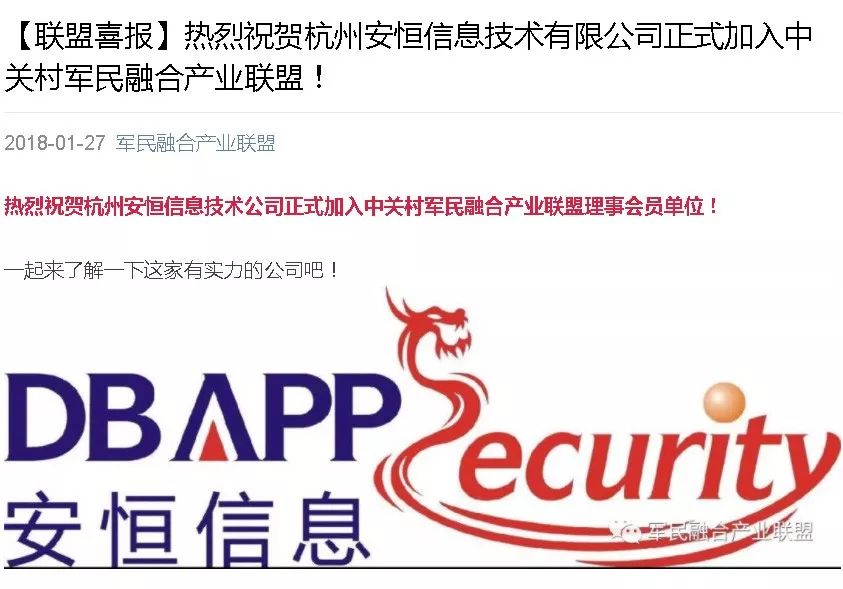 【联盟喜报】热烈祝贺杭州安恒信息技术有限公司正式加入中
关村军民融合产业联盟！
2018-01-27 军民融合产业联盟
热烈祝贺杭州安恒信息技术公司正式加入中关村军民融合产业联盟理事会员单位！
一起来了解一下这家有实力的公司吧！
DBAPPSecurity
安恒信息
军民融合产业联盟